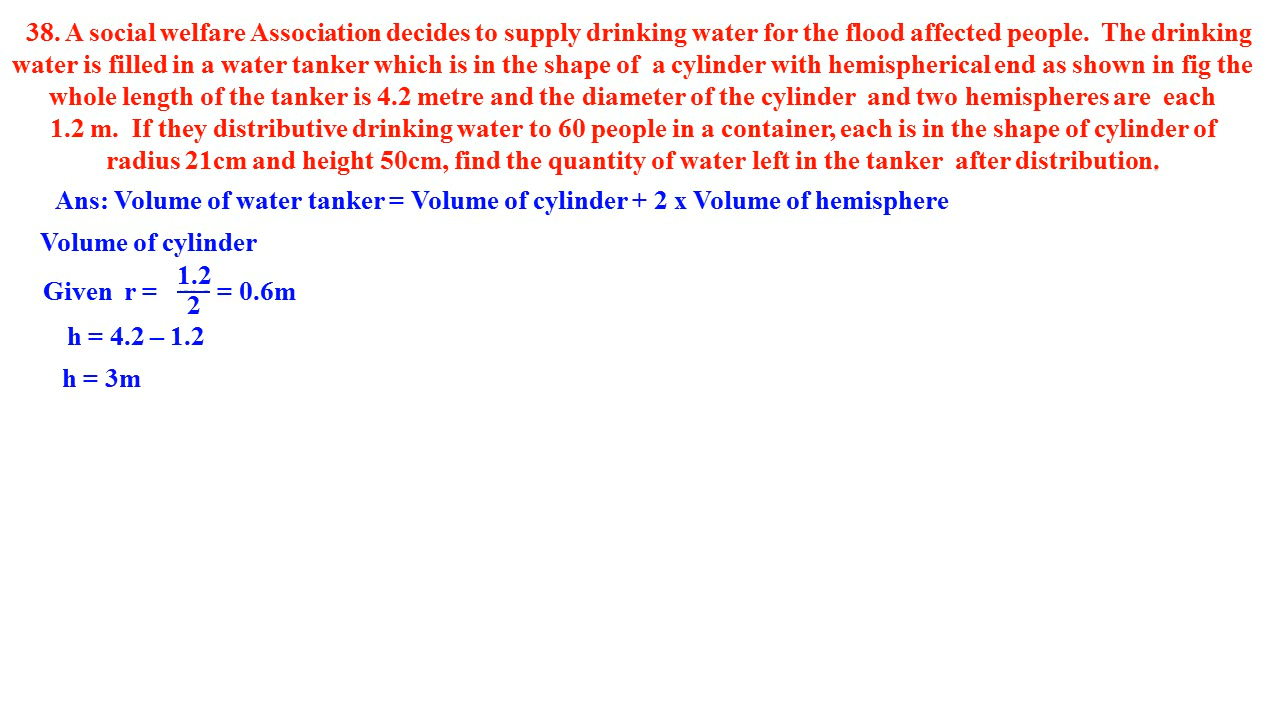 38. A social welfare Association decides to supply drinking water for the flood affected people. The drinking
water is filled in a water tanker which is in the shape of a cylinder with hemispherical end as shown in fig the
whole length of the tanker is 4.2 metre and the diameter of the cylinder and two hemispheres are each
1.2 m. If they distributive drinking water to 60 people in a container, each is in the shape of cylinder of
radius 21cm and height 50cm, find the quantity of water left in the tanker after distribution.
Ans: Volume of water tanker = Volume of cylinder + 2 x Volume of hemisphere
Volume of cylinder
Given r = 1.2/2 = 0.6m
h = 4.2 – 1.2
h = 3m